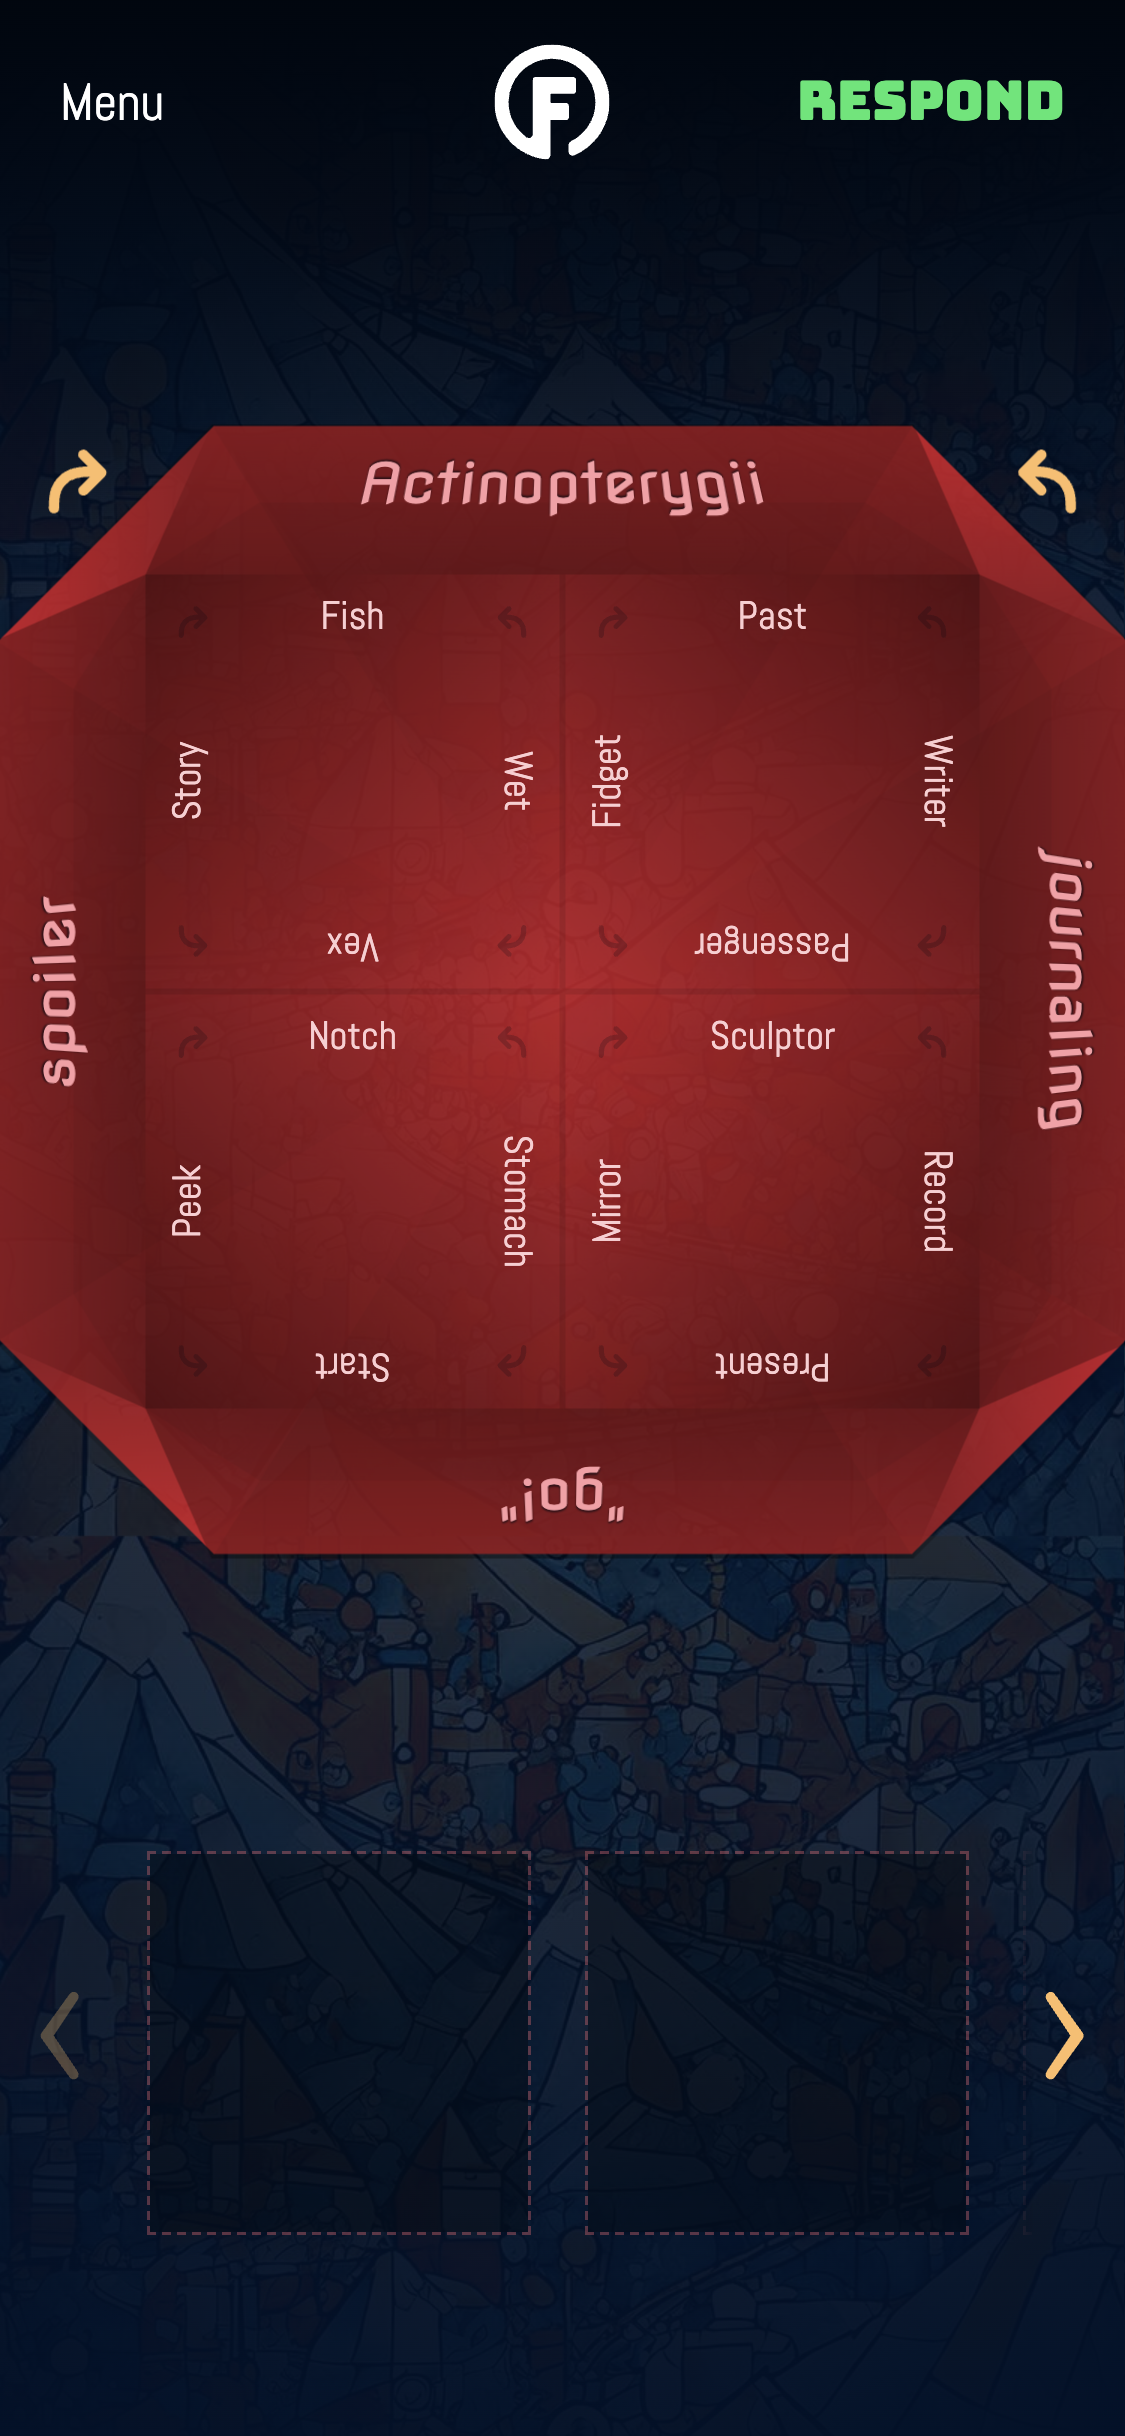 Menu
F
RESPOND
Actinopterygii
Fish
Past
Story
Wet
Fidget
Writer
Vex
Passenger
spoiler
journaling
Notch
Sculptor
Peek
Stomach
Mirror
Record
Start
Present
"go!"